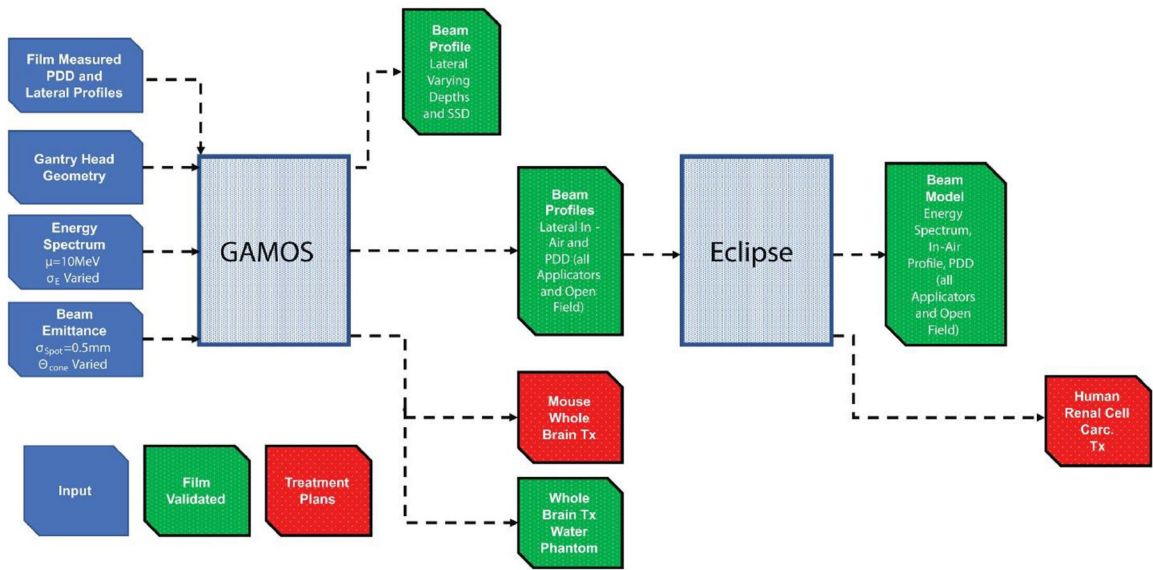 Film Measured
PDD and
Lateral Profiles
Gantry Head
Geometry
Energy
Spectrum
μ=10MeV
σE Varied
Beam
Emittance
σSpot=0.5mm
Θcone Varied
GAMOS
Beam
Profile
Lateral
Varying
Depths
and SSD
Beam
Profiles
Lateral In -
Air and
PDD (all
Applicators
and Open
Field)
Eclipse
Beam
Model
Energy
Spectrum,
In-Air
Profile, PDD
(all
Applicators
and Open
Field)
Mouse
Whole
Brain Tx
Human
Renal Cell
Carc.
Tx
Whole
Brain Tx
Water
Phantom
Input
Film
Validated
Treatment
Plans